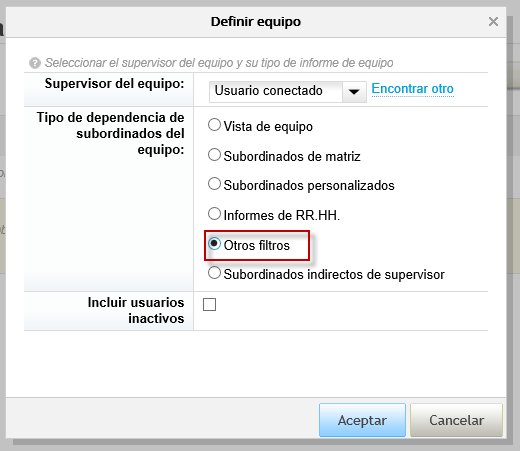 Definir equipo
Seleccionar el supervisor del equipo y su tipo de informe de equipo
Supervisor del equipo:
Usuario conectado
Encontrar otro
Tipo de dependencia de
subordinados del
equipo:
Vista de equipo
Subordinados de matriz
Subordinados personalizados
Informes de RR.HH.
Otros filtros
Subordinados indirectos de supervisor
Incluir usuarios
inactivos
Aceptar
Cancelar